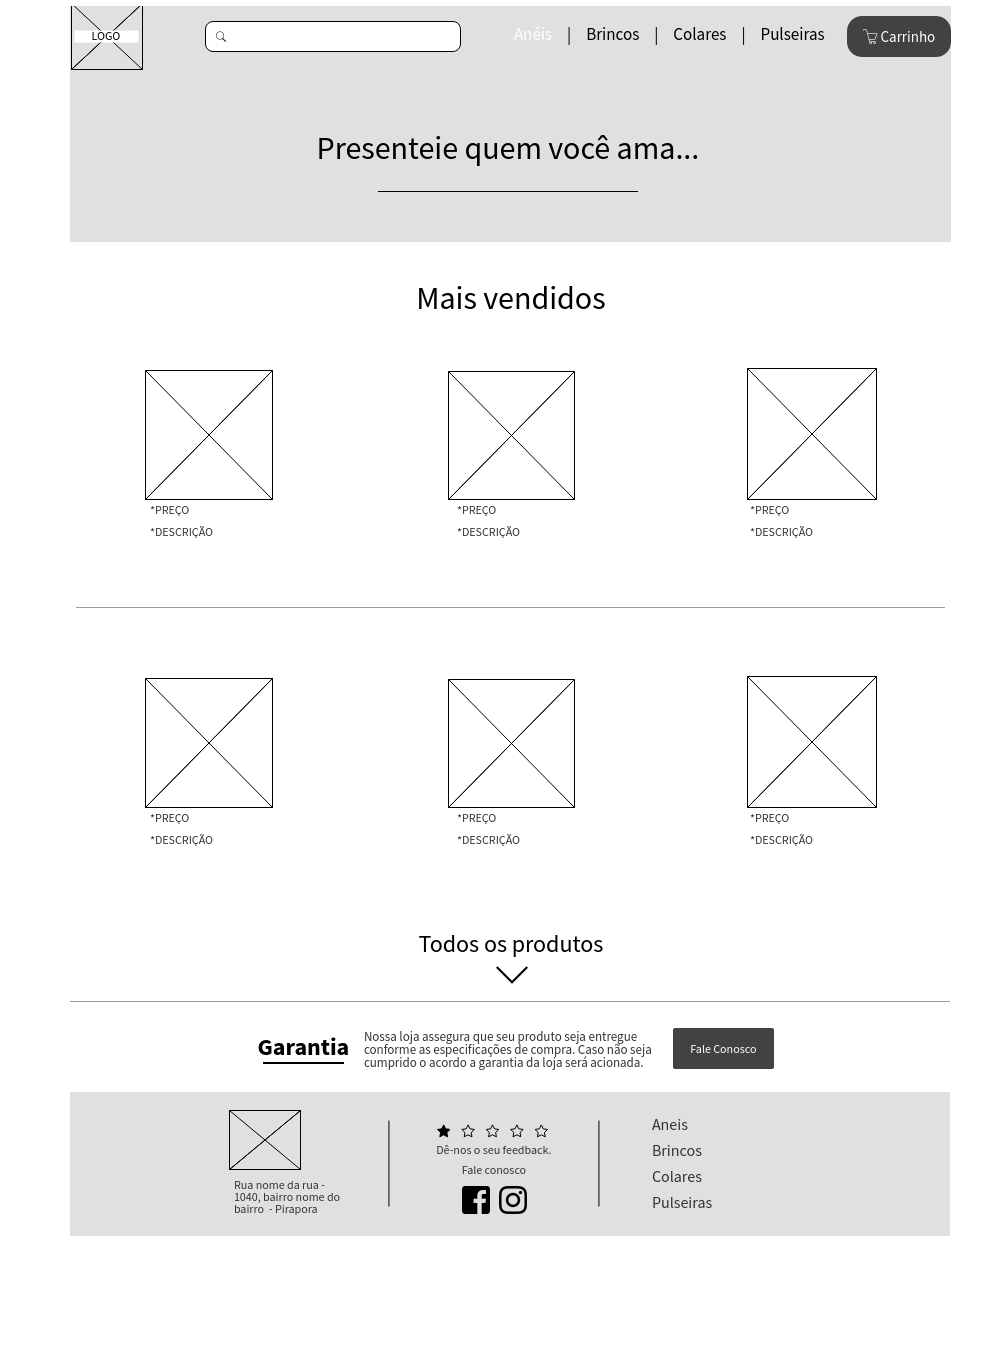 LOGO
Anéis | Brincos | Colares | Pulseiras
Carrinho
Presenteie quem você ama...
Mais vendidos
*PREÇO
*DESCRIÇÃO
*PREÇO
*DESCRIÇÃO
*PREÇO
*DESCRIÇÃO
*PREÇO
*DESCRIÇÃO
*PREÇO
*DESCRIÇÃO
*PREÇO
*DESCRIÇÃO
Todos os produtos
Garantia
Nossa loja assegura que seu produto seja entregue
conforme as especificações de compra. Caso não seja
cumprido o acordo a garantia da loja será acionada.
Fale Conosco
Rua nome da rua -
1040, bairro nome do
bairro - Pirapora
Dê-nos o seu feedback.
Fale conosco
Aneis
Brincos
Colares
Pulseiras